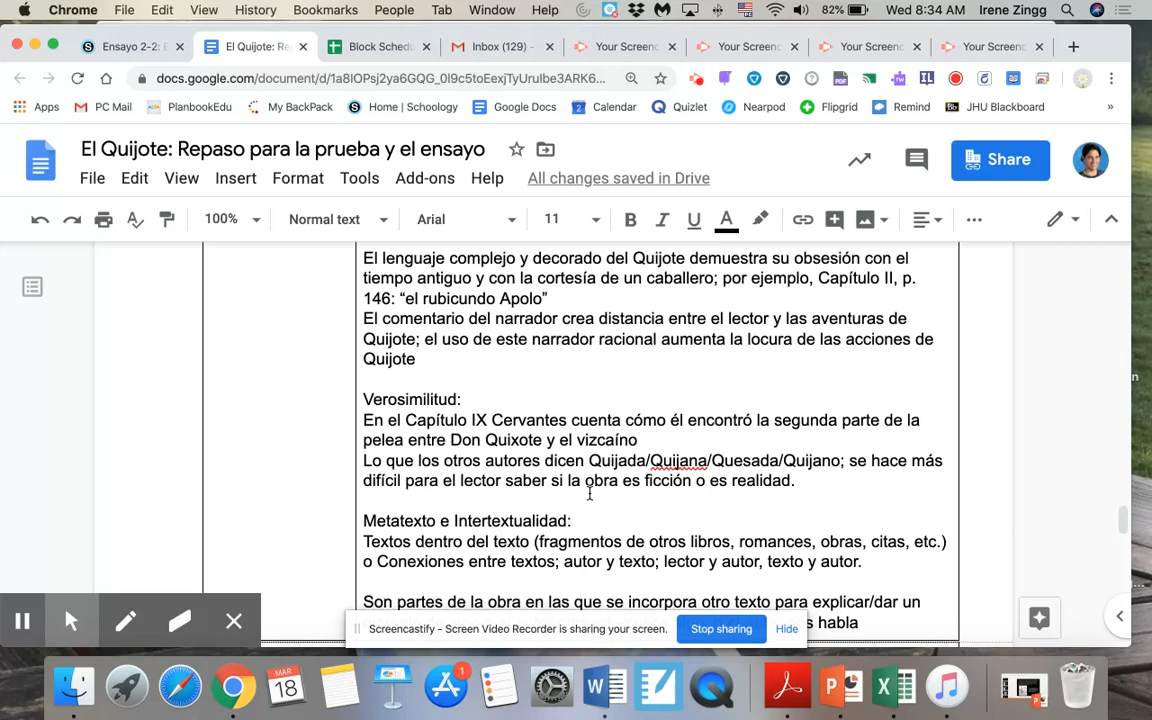 Chrome File Edit View History Bookmarks People Tab Window Help 82% Wed 8:34 AM Irene Zingg
Ensayo 2-2: E El Quijote: Re Block Sched Inbox (129) - Your Screenc Your Screenc Your Screenc Your Screenc
docs.google.com/document/d/1a8IOPsj2ya6GQG_0I9c5toEexjTyUruIbe3ARK6...
Apps PC Mail PlanbookEdu My BackPack Home | Schoology Google Docs Calendar Quizlet Nearpod Flipgrid Remind JHU Blackboard »
El Quijote: Repaso para la prueba y el ensayo
Share
File Edit View Insert Format Tools Add-ons Help All changes saved in Drive
100% Normal text Arial 11 B I U A
El lenguaje complejo y decorado del Quijote demuestra su obsesión con el
tiempo antiguo y con la cortesía de un caballero; por ejemplo, Capítulo II, p.
146: “el rubicundo Apolo”
El comentario del narrador crea distancia entre el lector y las aventuras de
Quijote; el uso de este narrador racional aumenta la locura de las acciones de
Quijote
Verosimilitud:
En el Capítulo IX Cervantes cuenta cómo él encontró la segunda parte de la
pelea entre Don Quixote y el vizcaíno
Lo que los otros autores dicen Quijada/Quijana/Quesada/Quijano; se hace más
difícil para el lector saber si la obra es ficción o es realidad.
Metatexto e Intertextualidad:
Textos dentro del texto (fragmentos de otros libros, romances, obras, citas, etc.)
o Conexiones entre textos; autor y texto; lector y autor, texto y autor.
Son partes de la obra en las que se incorpora otro texto para explicar/dar un
s habla
Screencastify - Screen Video Recorder is sharing your screen. Stop sharing Hide
MAR
18
1